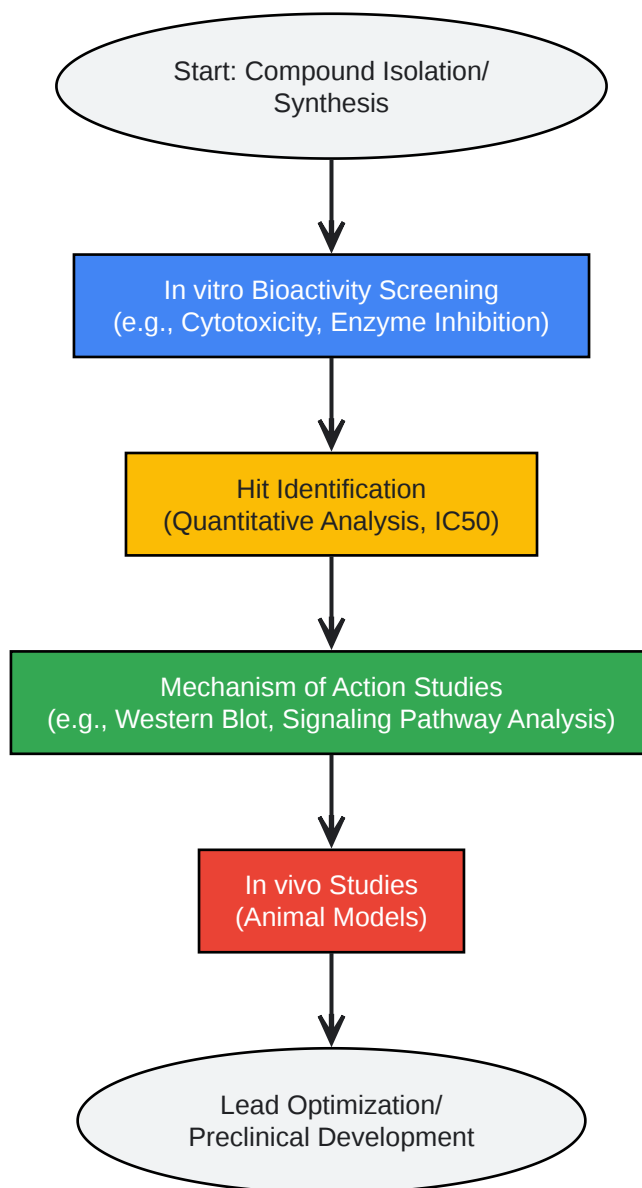 Start: Compound Isolation/
Synthesis
In vitro Bioactivity Screening
(e.g., Cytotoxicity, Enzyme Inhibition)
Hit Identification
(Quantitative Analysis, IC50)
Mechanism of Action Studies
(e.g., Western Blot, Signaling Pathway Analysis)
In vivo Studies
(Animal Models)
Lead Optimization/
Preclinical Development